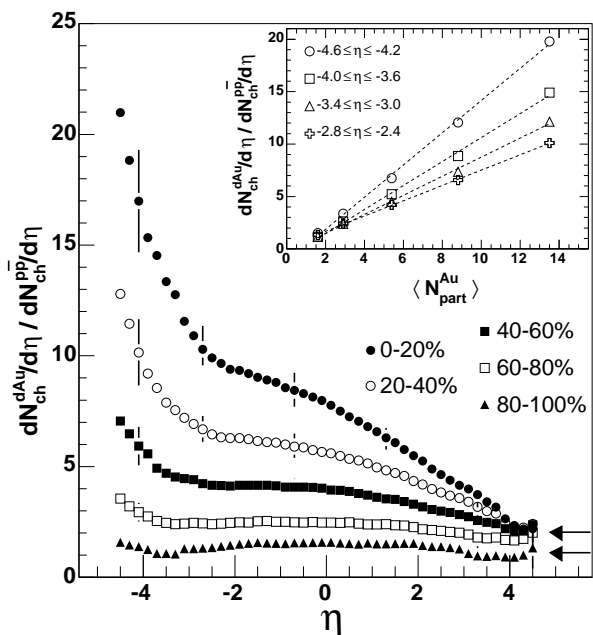 25
20
15
10
5
0
dN_ch^dAu/dη / dN_ch^p̄p/dη
-4
-2
0
2
4
η
20
15
10
5
0
dN_ch^dAu/dη / dN_ch^p̄p/dη
-4.6≤η≤ -4.2
-4.0≤η≤ -3.6
-3.4≤η≤ -3.0
-2.8≤η≤ -2.4
0 2 4 6 8 10 12 14
⟨ N_part^Au ⟩
0-20%
20-40%
40-60%
60-80%
80-100%